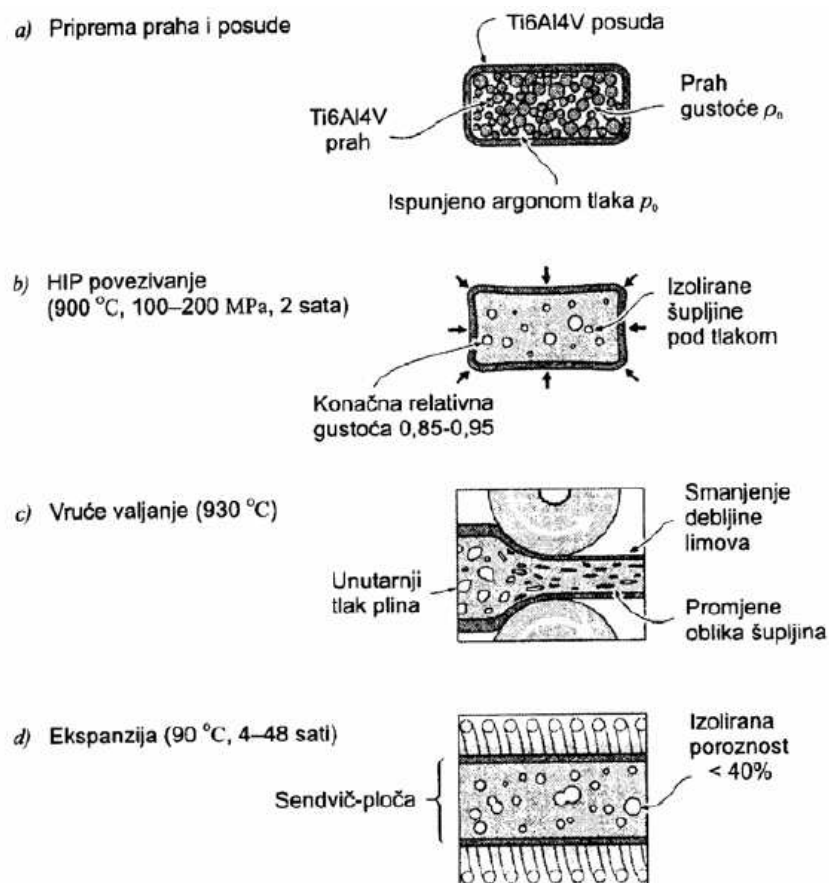 a) Priprema praha i posude
Ti6Al4V posuda
Prah
gustoće ρ₀
Ti6Al4V
prah
Ispunjeno argonom tlaka p₀
b) HIP povezivanje
(900 °C, 100–200 MPa, 2 sata)
Izolirane
šupljine
pod tlakom
Konačna relativna
gustoća 0,85-0,95
c) Vruće valjanje (930 °C)
Smanjenje
debljine
limova
Unutarnji
tlak plina
Promjene
oblika šupljina
d) Ekspanzija (90 °C, 4–48 sati)
Izolirana
poroznost
< 40%
Sendvič-ploča